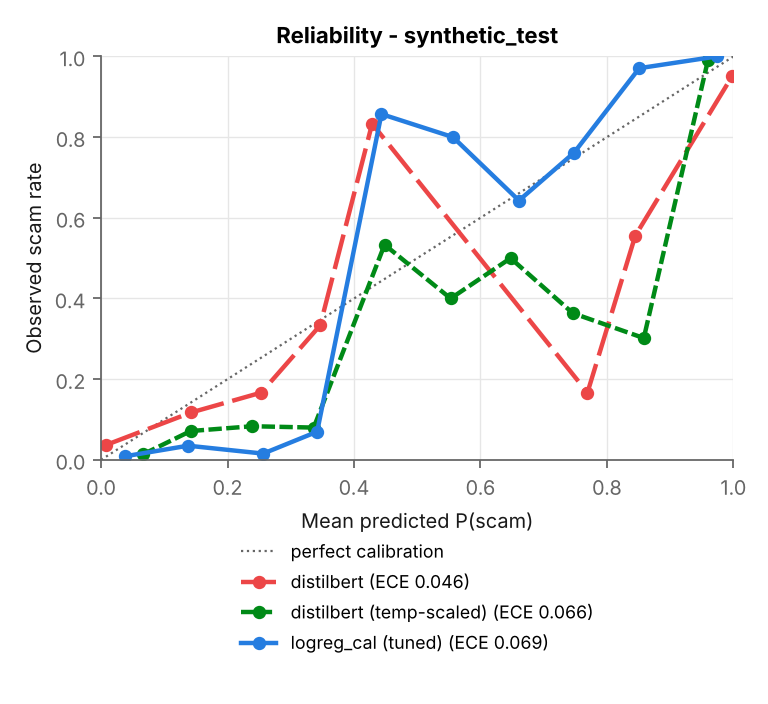 Reliability - synthetic_test
1.0
0.8
0.6
0.4
0.2
0.0
Observed scam rate
0.0 0.2 0.4 0.6 0.8 1.0
Mean predicted P(scam)
perfect calibration
distilbert (ECE 0.046)
distilbert (temp-scaled) (ECE 0.066)
logreg_cal (tuned) (ECE 0.069)